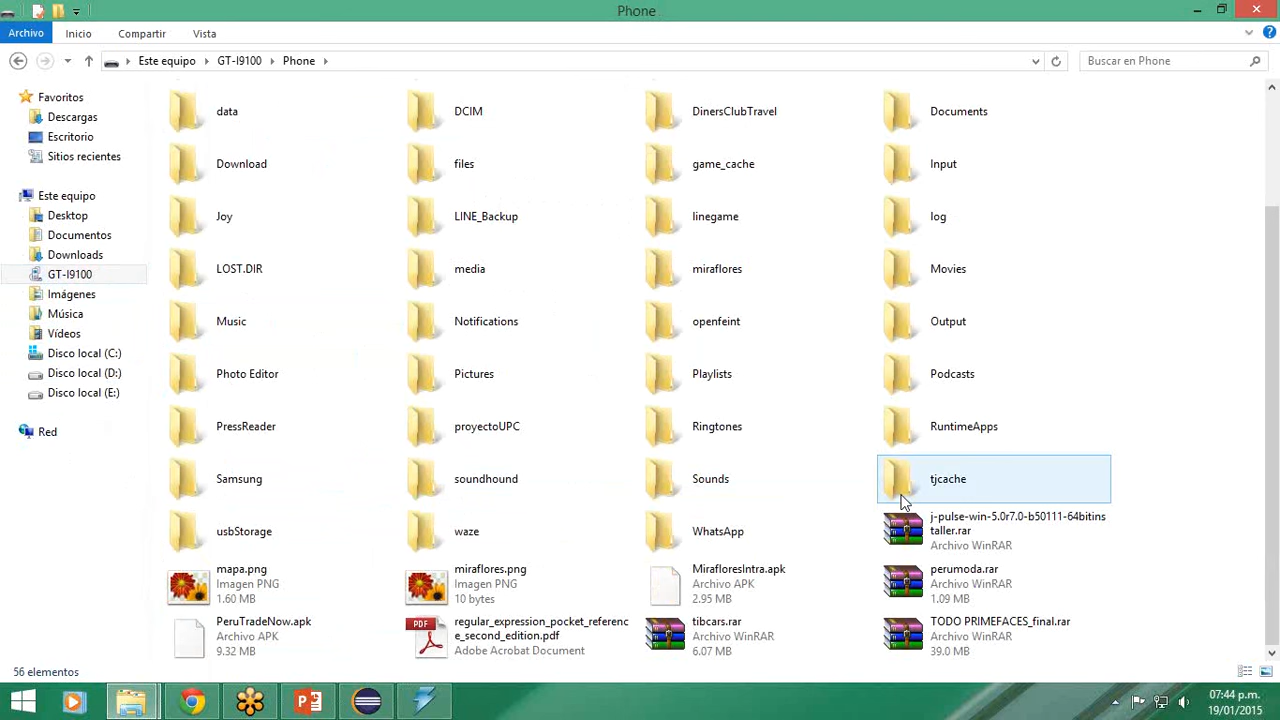 Phone
Archivo
Inicio
Compartir
Vista
Este equipo
GT-I9100
Phone
Buscar en Phone
Favoritos
Descargas
Escritorio
Sitios recientes
Este equipo
Desktop
Documentos
Downloads
GT-I9100
Imágenes
Música
Vídeos
Disco local (C:)
Disco local (D:)
Disco local (E:)
Red
data
DCIM
DinersClubTravel
Documents
Download
files
game_cache
Input
Joy
LINE_Backup
linegame
log
LOST.DIR
media
miraflores
Movies
Music
Notifications
openfeint
Output
Photo Editor
Pictures
Playlists
Podcasts
PressReader
proyectoUPC
Ringtones
RuntimeApps
Samsung
soundhound
Sounds
tjcache
usbStorage
waze
WhatsApp
j-pulse-win-5.0r7.0-b50111-64bitins
taller.rar
Archivo WinRAR
mapa.png
Imagen PNG
1.60 MB
miraflores.png
Imagen PNG
10 bytes
MirafloresIntra.apk
Archivo APK
2.95 MB
perumoda.rar
Archivo WinRAR
1.09 MB
PeruTradeNow.apk
Archivo APK
9.32 MB
PDF
regular_expression_pocket_referenc
e_second_edition.pdf
Adobe Acrobat Document
tibcars.rar
Archivo WinRAR
6.07 MB
TODO PRIMEFACES_final.rar
Archivo WinRAR
39.0 MB
56 elementos
07:44 p.m.
19/01/2015